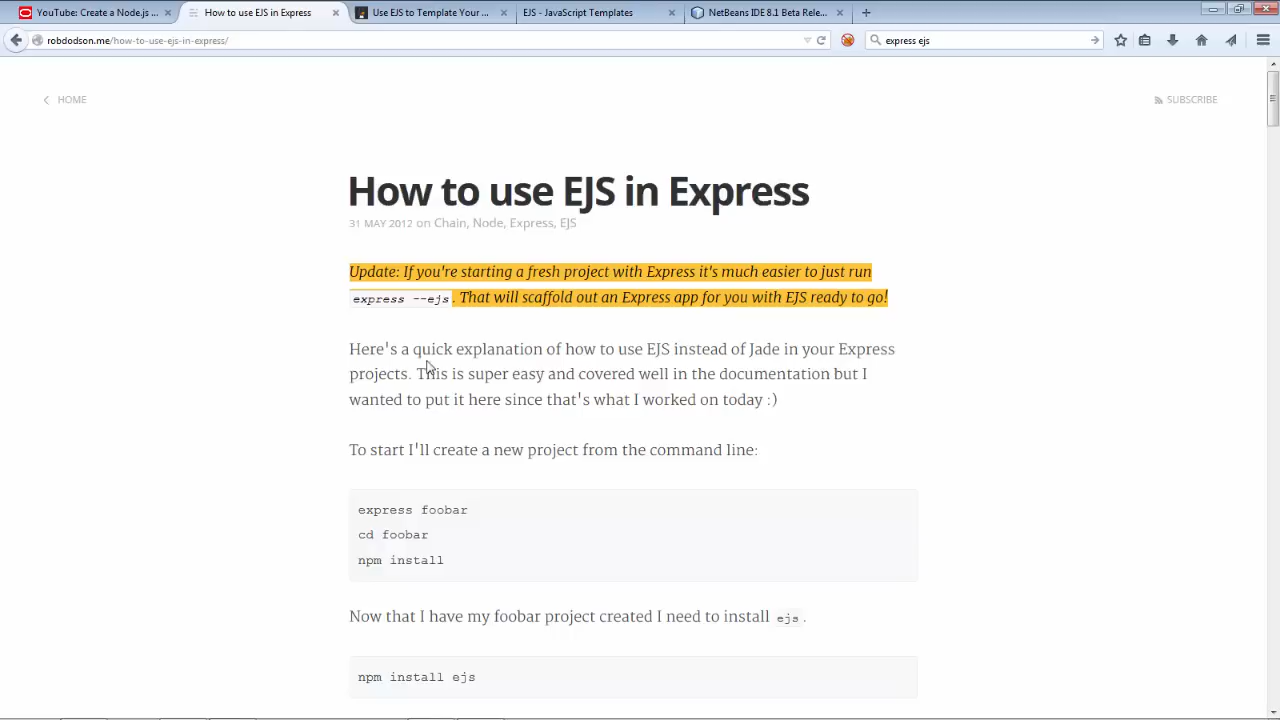 YouTube: Create a Node.js ...
How to use EJS in Express
Use EJS to Template Your ...
EJS - JavaScript Templates
NetBeans IDE 8.1 Beta Rele...
robdodson.me/how-to-use-ejs-in-express/
express ejs
HOME
SUBSCRIBE
How to use EJS in Express
31 MAY 2012 on Chain, Node, Express, EJS
Update: If you're starting a fresh project with Express it's much easier to just run
express --ejs. That will scaffold out an Express app for you with EJS ready to go!
Here's a quick explanation of how to use EJS instead of Jade in your Express
projects. This is super easy and covered well in the documentation but I
wanted to put it here since that's what I worked on today :)
To start I'll create a new project from the command line:
express foobar
cd foobar
npm install
Now that I have my foobar project created I need to install ejs.
npm install ejs